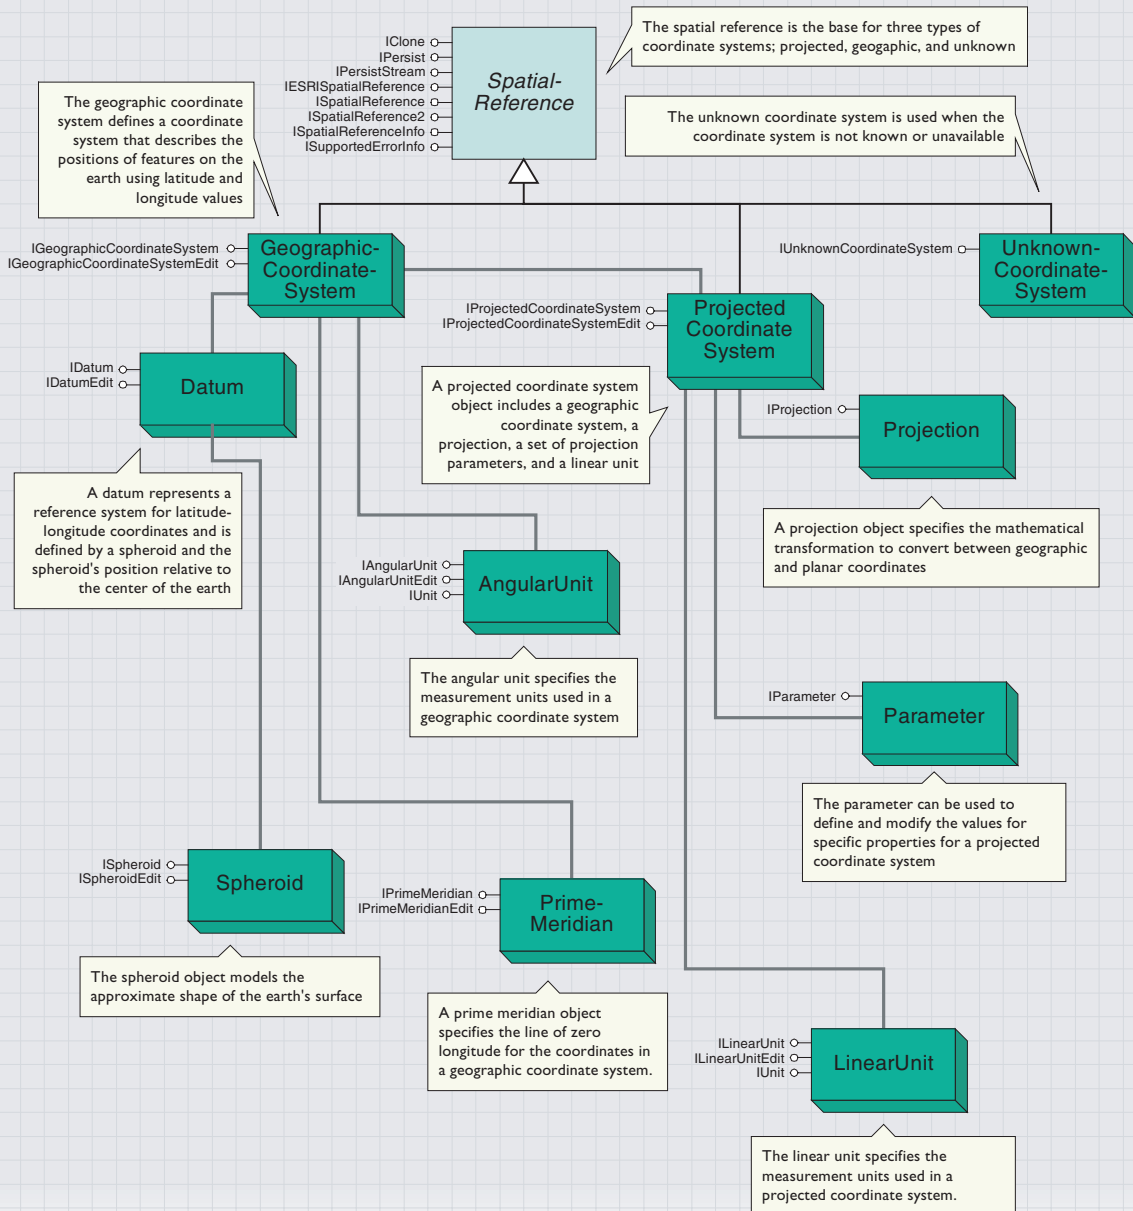 IClone
IPersist
IPersistStream
IESRISpatialReference
ISpatialReference
ISpatialReference2
ISpatialReferenceInfo
ISupportedErrorInfo
Spatial-
Reference
The spatial reference is the base for three types of
coordinate systems; projected, geogaphic, and unknown
The geographic coordinate
system defines a coordinate
system that describes the
positions of features on the
earth using latitude and
longitude values
The unknown coordinate system is used when the
coordinate system is not known or unavailable
IGeographicCoordinateSystem
IGeographicCoordinateSystemEdit
Geographic-
Coordinate-
System
IUnknownCoordinateSystem
Unknown-
Coordinate-
System
IProjectedCoordinateSystem
IProjectedCoordinateSystemEdit
Projected
Coordinate
System
IDatum
IDatumEdit
Datum
A projected coordinate system
object includes a geographic
coordinate system, a
projection, a set of projection
parameters, and a linear unit
IProjection
Projection
A datum represents a
reference system for latitude-
longitude coordinates and is
defined by a spheroid and the
spheroid's position relative to
the center of the earth
A projection object specifies the mathematical
transformation to convert between geographic
and planar coordinates
IAngularUnit
IAngularUnitEdit
IUnit
AngularUnit
The angular unit specifies the
measurement units used in a
geographic coordinate system
IParameter
Parameter
The parameter can be used to
define and modify the values for
specific properties for a projected
coordinate system
ISpheroid
ISpheroidEdit
Spheroid
IPrimeMeridian
IPrimeMeridianEdit
Prime-
Meridian
The spheroid object models the
approximate shape of the earth's surface
A prime meridian object
specifies the line of zero
longitude for the coordinates in
a geographic coordinate system.
ILinearUnit
ILinearUnitEdit
IUnit
LinearUnit
The linear unit specifies the
measurement units used in a
projected coordinate system.